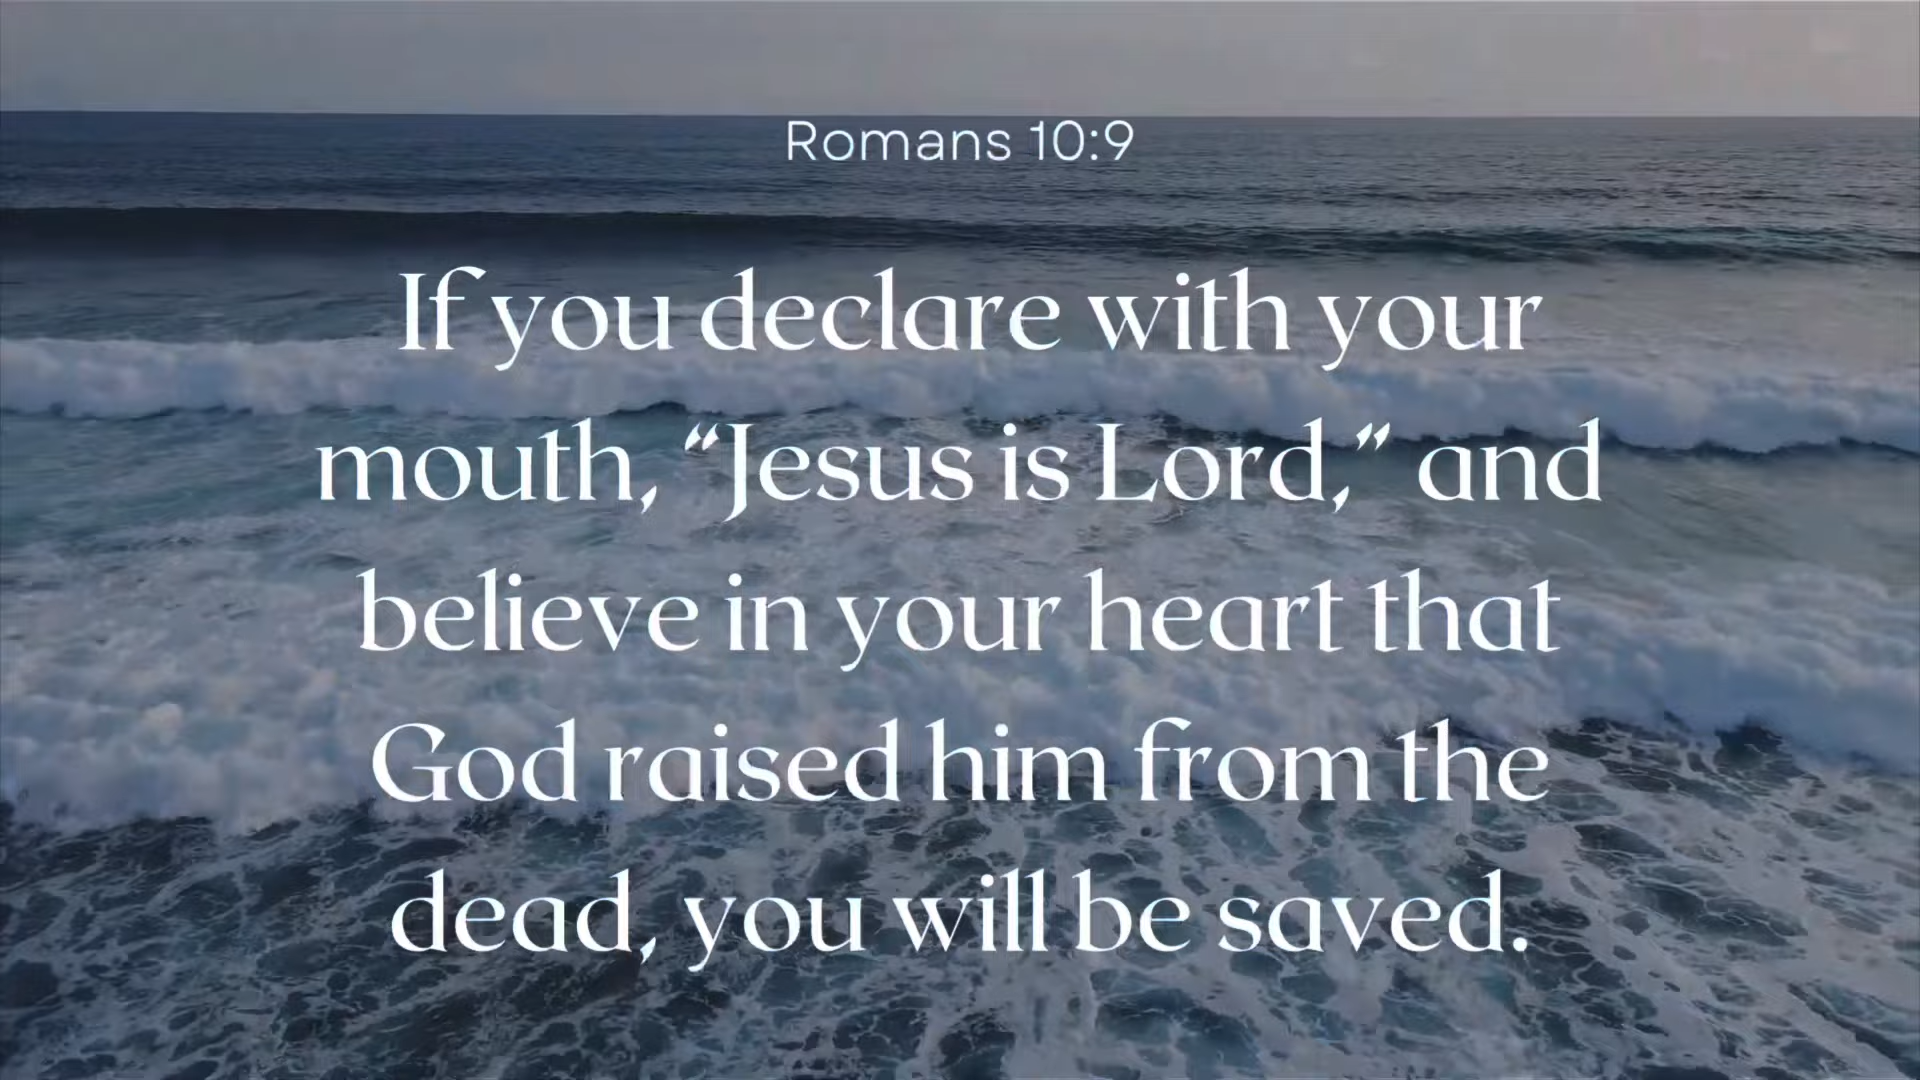 Romans 10:9
If you declare with your
mouth, “Jesus is Lord,” and
believe in your heart that
God raised him from the
dead, you will be saved.